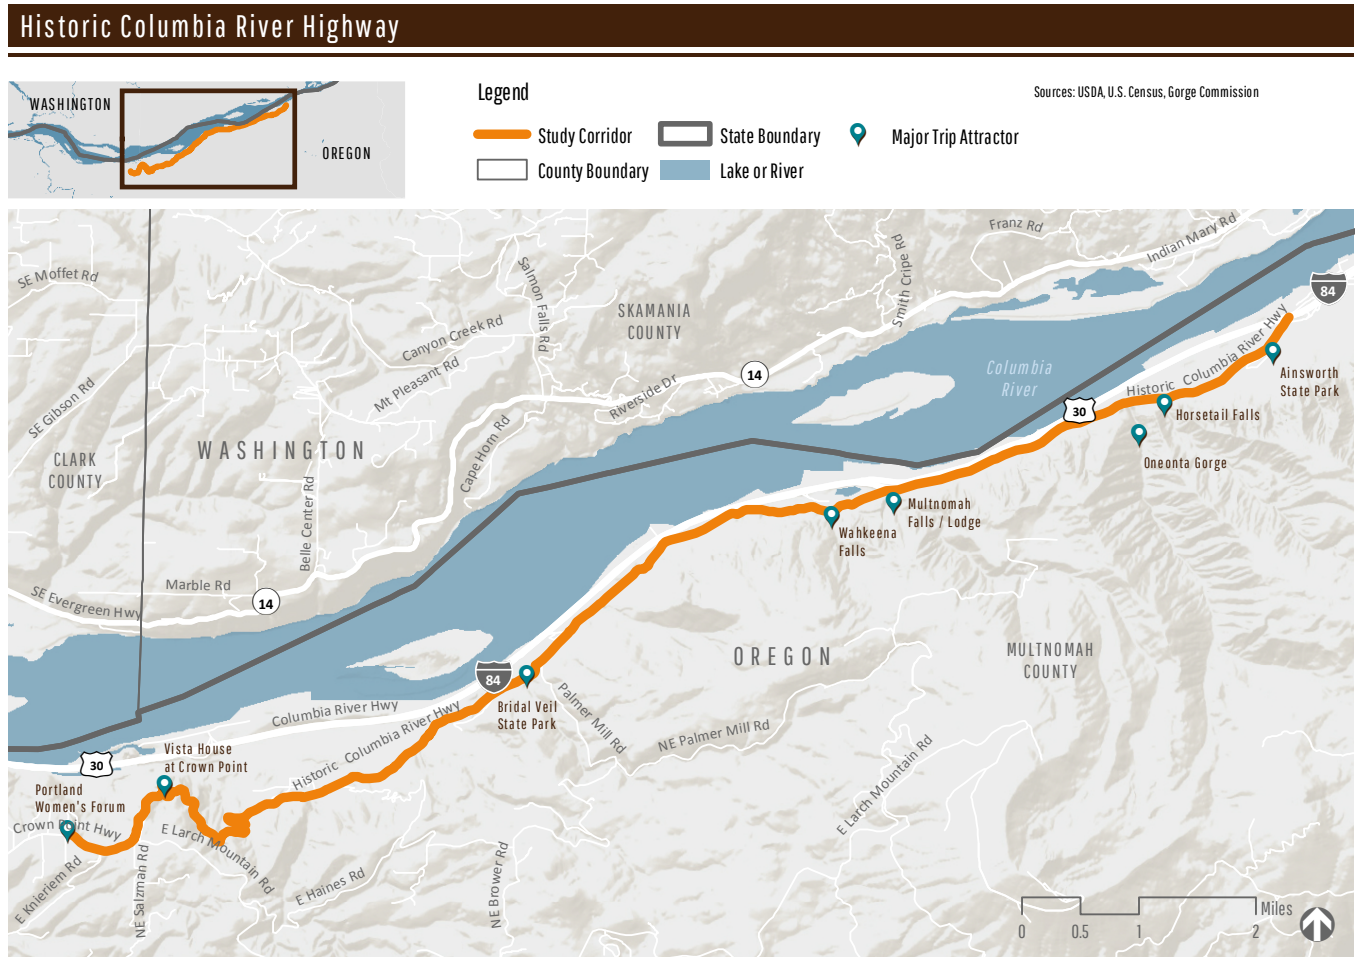 Historic Columbia River Highway
WASHINGTON
OREGON
Legend
Sources: USDA, U.S. Census, Gorge Commission
Study Corridor
State Boundary
Major Trip Attractor
County Boundary
Lake or River
Franz Rd
Indian Mary Rd
Smith Cripe Rd
SE Moffet Rd
Salmon Falls Rd
84
SKAMANIA
COUNTY
Canyon Creek Rd
Mt Pleasant Rd
14
Riverside Dr
Columbia
River
Historic Columbia River Hwy
Ainsworth
State Park
SE Gibson Rd
30
Horsetail Falls
WASHINGTON
Cape Horn Rd
CLARK
COUNTY
Oneonta Gorge
Belle Center Rd
Multnomah
Falls / Lodge
Wahkeena
Falls
Marble Rd
SE Evergreen Hwy
14
OREGON
MULTNOMAH
COUNTY
84
Bridal Veil
State Park
Palmer Mill Rd
NE Palmer Mill Rd
Columbia River Hwy
Historic Columbia River Hwy
E Larch Mountain Rd
Vista House
at Crown Point
30
Portland
Women's Forum
Crown Point Hwy
E Larch Mountain Rd
E Knieriem Rd
NE Salzman Rd
E Haines Rd
NE Brower Rd
Miles
0 0.5 1 2